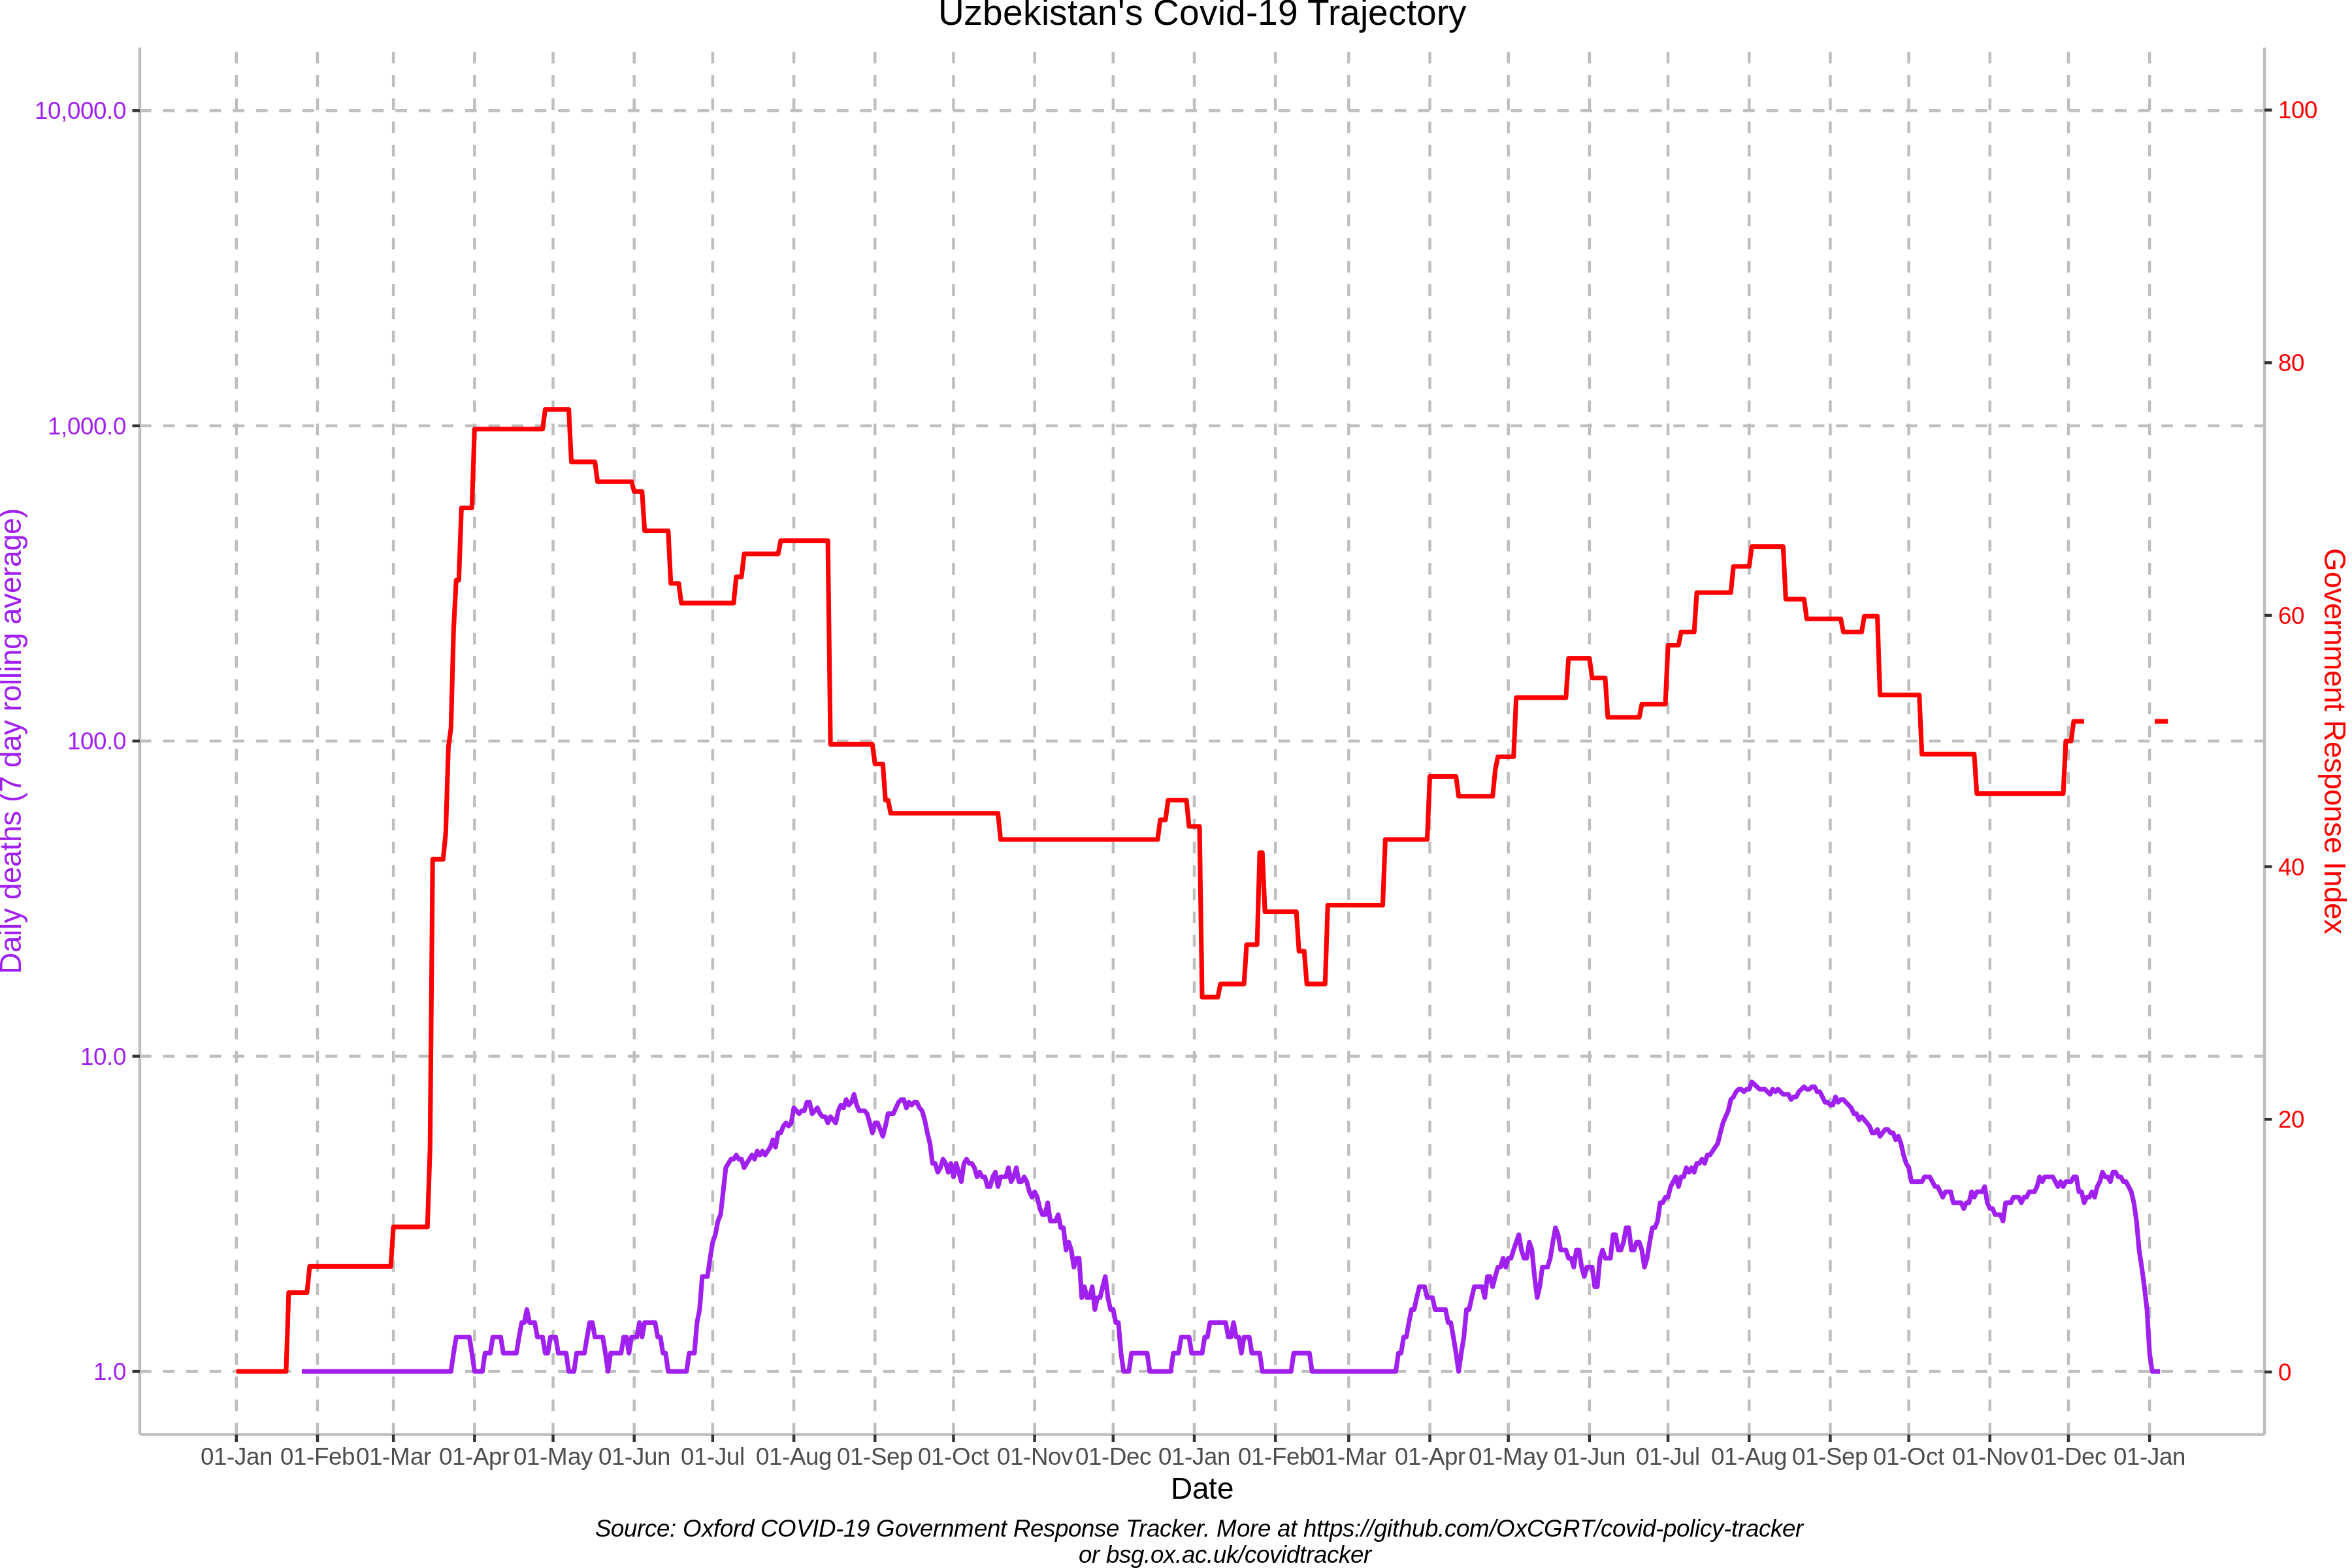 Uzbekistan's Covid-19 Trajectory
10,000.0
1,000.0
100.0
10.0
1.0
Daily deaths (7 day rolling average)
100
80
60
40
20
0
Government Response Index
01-Jan 01-Feb 01-Mar 01-Apr 01-May 01-Jun 01-Jul 01-Aug 01-Sep 01-Oct 01-Nov 01-Dec 01-Jan 01-Feb 01-Mar 01-Apr 01-May 01-Jun 01-Jul 01-Aug 01-Sep 01-Oct 01-Nov 01-Dec 01-Jan
Date
Source: Oxford COVID-19 Government Response Tracker. More at https://github.com/OxCGRT/covid-policy-tracker
or bsg.ox.ac.uk/covidtracker